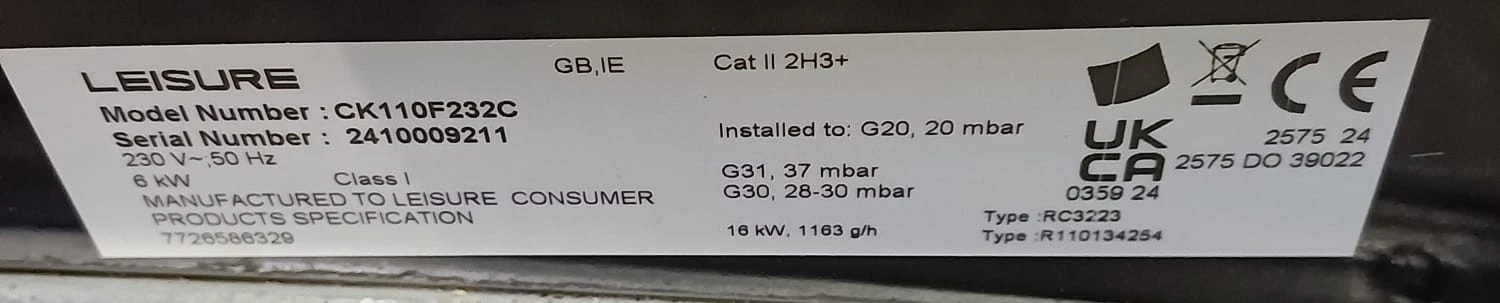 LEISURE
Model Number : CK110F232C
Serial Number : 2410009211
230 V~,50 Hz
6 kW Class I
MANUFACTURED TO LEISURE CONSUMER
PRODUCTS SPECIFICATION
7726586329
GB,IE Cat II 2H3+
Installed to: G20, 20 mbar
G31, 37 mbar
G30, 28-30 mbar
16 kW, 1163 g/h
CE
UK
CA
2575 24
2575 DO 39022
0359 24
Type :RC3223
Type :R110134254